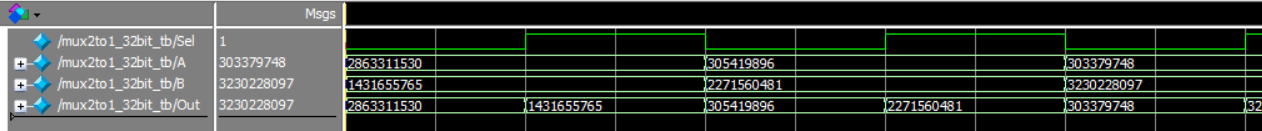 Msgs
/mux2to1_32bit_tb/Sel 1
/mux2to1_32bit_tb/A 303379748 2863311530 305419896 303379748
/mux2to1_32bit_tb/B 3230228097 1431655765 2271560481 3230228097
/mux2to1_32bit_tb/Out 3230228097 2863311530 1431655765 305419896 2271560481 303379748 32